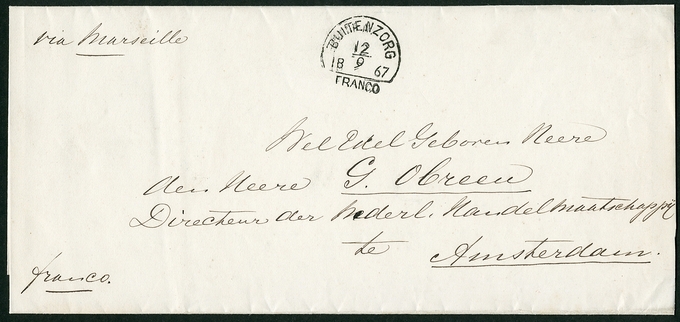 via Marseille
BUITENZORG
12
9
18 67
FRANCO
Wel Edel Geboren Heere
den Heere G. Obreen
Directeur der Nederl. Handelmaatschappij
te
Amsterdam.
franco.